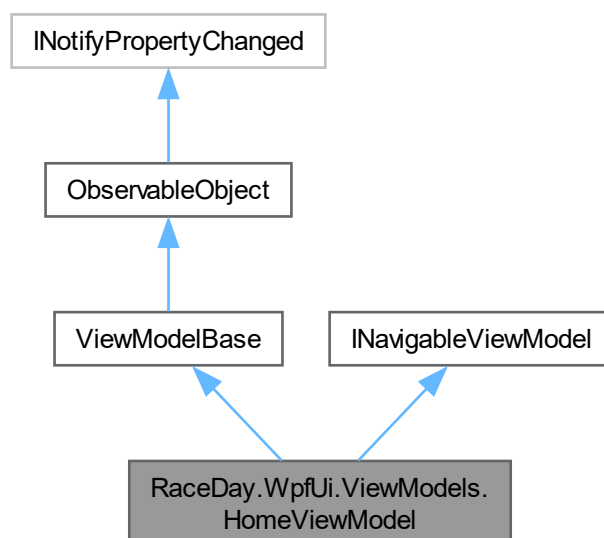 INotifyPropertyChanged
ObservableObject
ViewModelBase
INavigableViewModel
RaceDay.WpfUi.ViewModels.
HomeViewModel